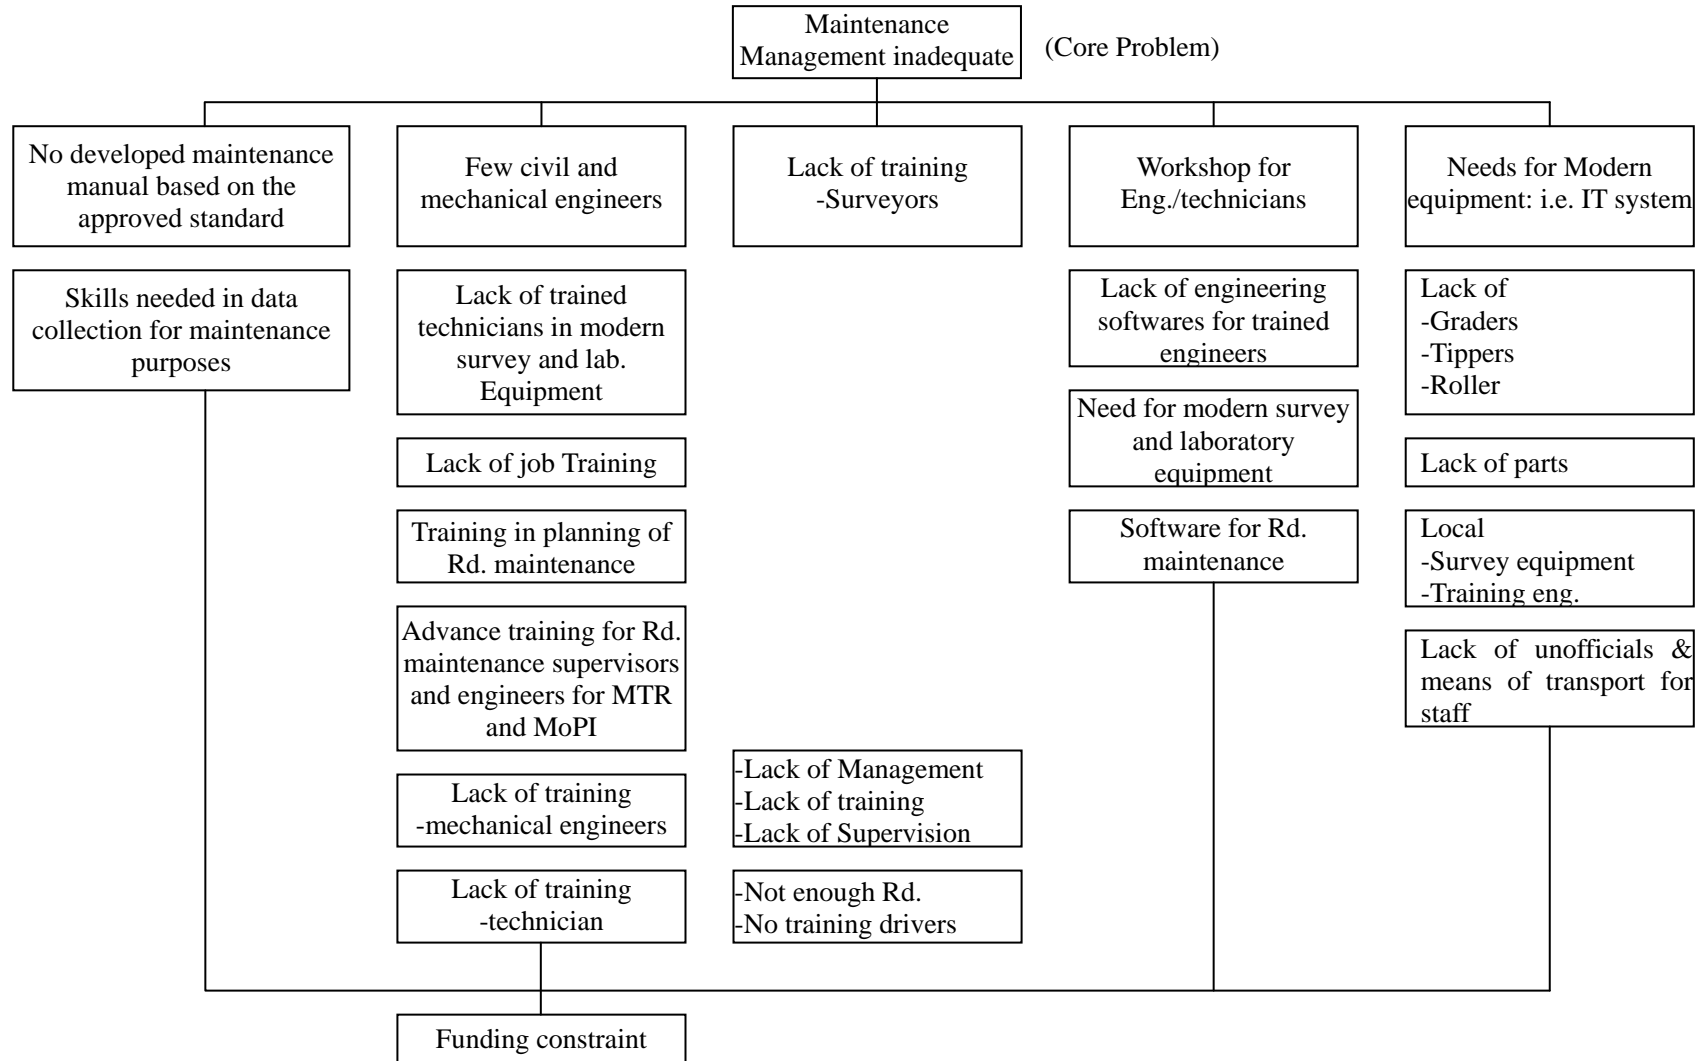 Maintenance
Management inadequate
(Core Problem)
No developed maintenance
manual based on the
approved standard
Skills needed in data
collection for maintenance
purposes
Few civil and
mechanical engineers
Lack of trained
technicians in modern
survey and lab.
Equipment
Lack of job Training
Training in planning of
Rd. maintenance
Advance training for Rd.
maintenance supervisors
and engineers for MTR
and MoPI
Lack of training
-mechanical engineers
Lack of training
-technician
Lack of training
-Surveyors
-Lack of Management
-Lack of training
-Lack of Supervision
-Not enough Rd.
-No training drivers
Workshop for
Eng./technicians
Lack of engineering
softwares for trained
engineers
Need for modern survey
and laboratory
equipment
Software for Rd.
maintenance
Needs for Modern
equipment: i.e. IT system
Lack of
-Graders
-Tippers
-Roller
Lack of parts
Local
-Survey equipment
-Training eng.
Lack of unofficials &
means of transport for
staff
Funding constraint